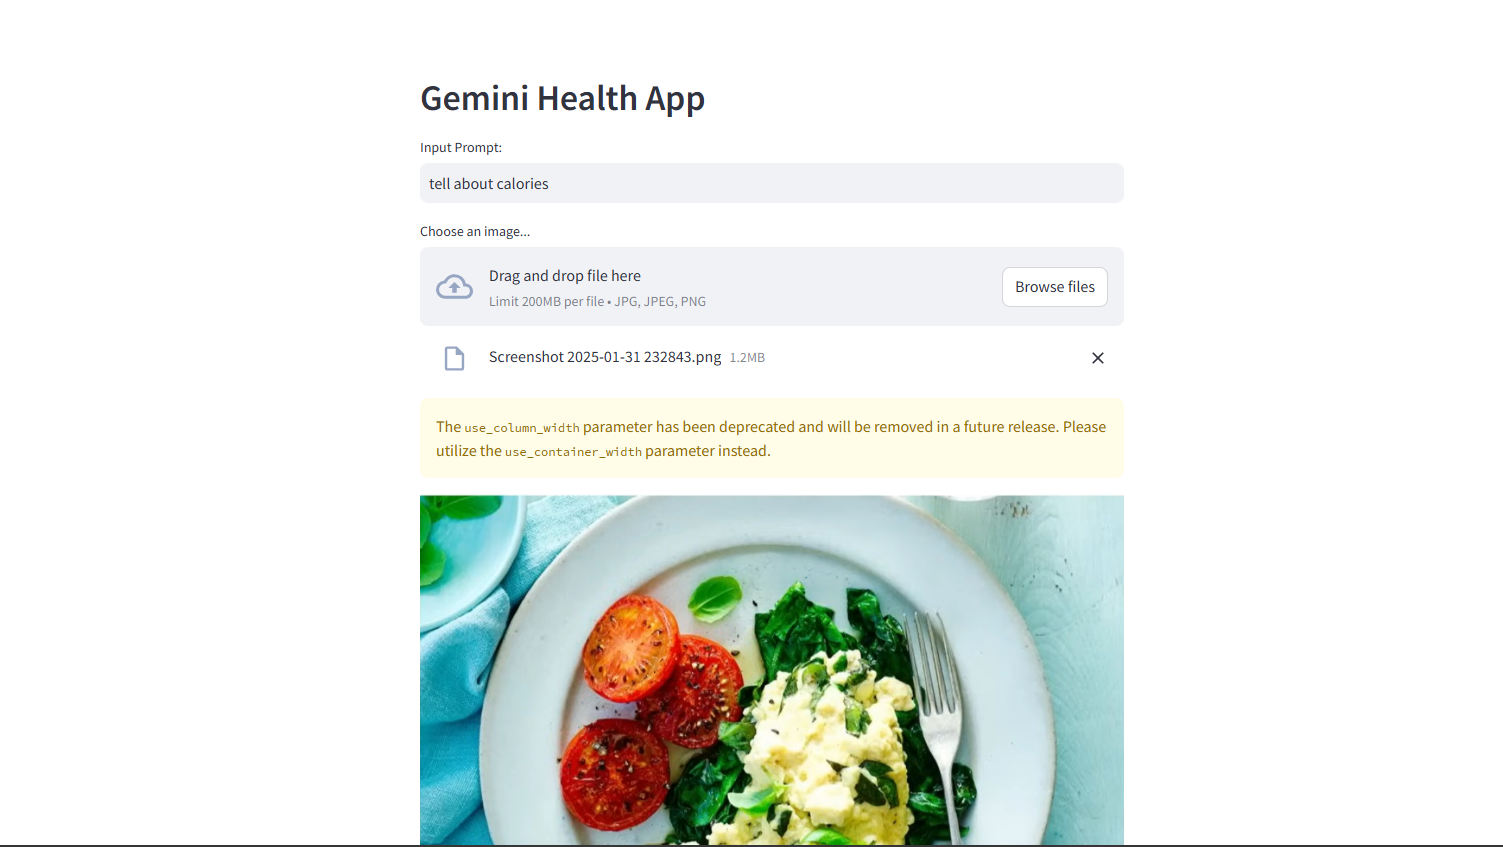 Gemini Health App
Input Prompt:
tell about calories
Choose an image...
Drag and drop file here
Limit 200MB per file • JPG, JPEG, PNG
Browse files
Screenshot 2025-01-31 232843.png 1.2MB
The use_column_width parameter has been deprecated and will be removed in a future release. Please
utilize the use_container_width parameter instead.